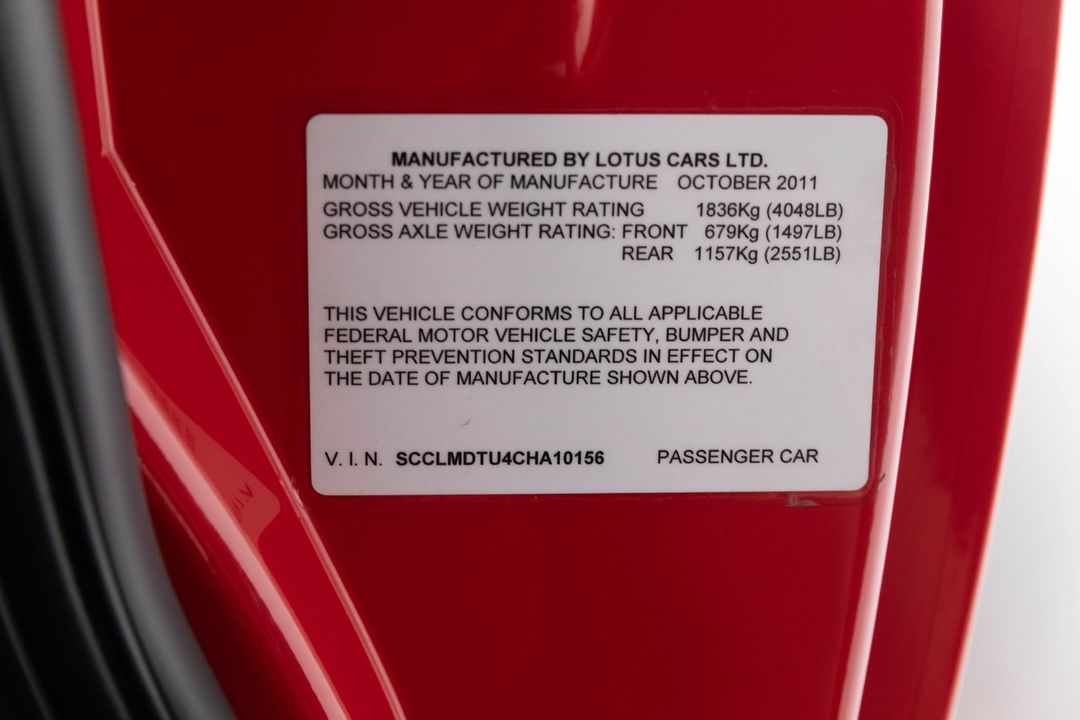 MANUFACTURED BY LOTUS CARS LTD.
MONTH & YEAR OF MANUFACTURE OCTOBER 2011
GROSS VEHICLE WEIGHT RATING 1836Kg (4048LB)
GROSS AXLE WEIGHT RATING: FRONT 679Kg (1497LB)
REAR 1157Kg (2551LB)
THIS VEHICLE CONFORMS TO ALL APPLICABLE
FEDERAL MOTOR VEHICLE SAFETY, BUMPER AND
THEFT PREVENTION STANDARDS IN EFFECT ON
THE DATE OF MANUFACTURE SHOWN ABOVE.
V. I. N. SCCLMDTU4CHA10156 PASSENGER CAR